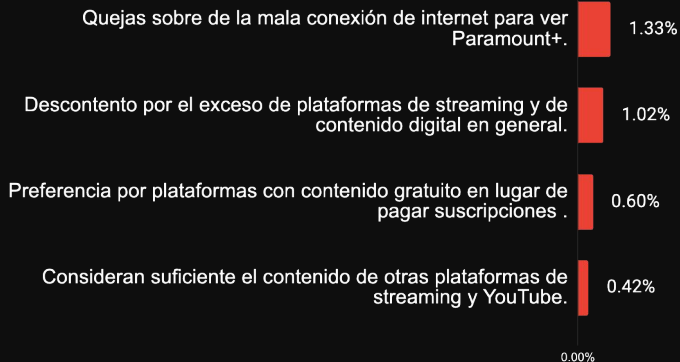 Quejas sobre de la mala conexión de internet para ver
Paramount+.
1.33%
Descontento por el exceso de plataformas de streaming y de
contenido digital en general.
1.02%
Preferencia por plataformas con contenido gratuito en lugar de
pagar suscripciones .
0.60%
Consideran suficiente el contenido de otras plataformas de
streaming y YouTube.
0.42%
0.00%